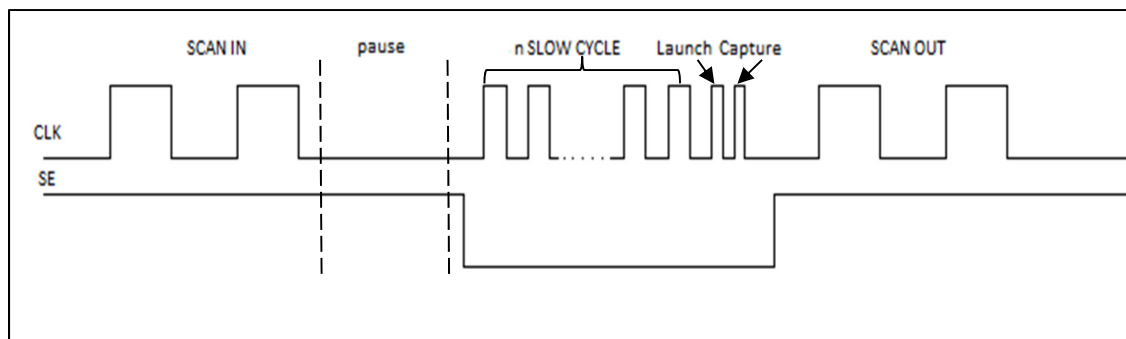 SCAN IN
pause
n SLOW CYCLE
Launch Capture
SCAN OUT
CLK
SE